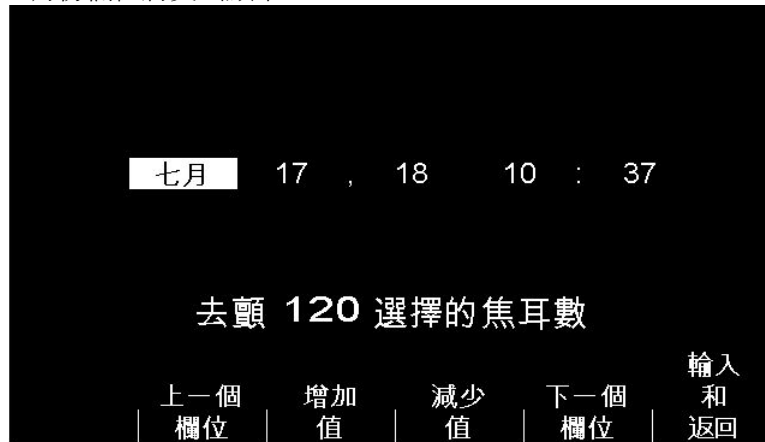 七月 17 , 18 10 : 37
去顫 120 選擇的焦耳數
上一個
欄位
增加
值
減少
值
下一個
欄位
輸入
和
返回